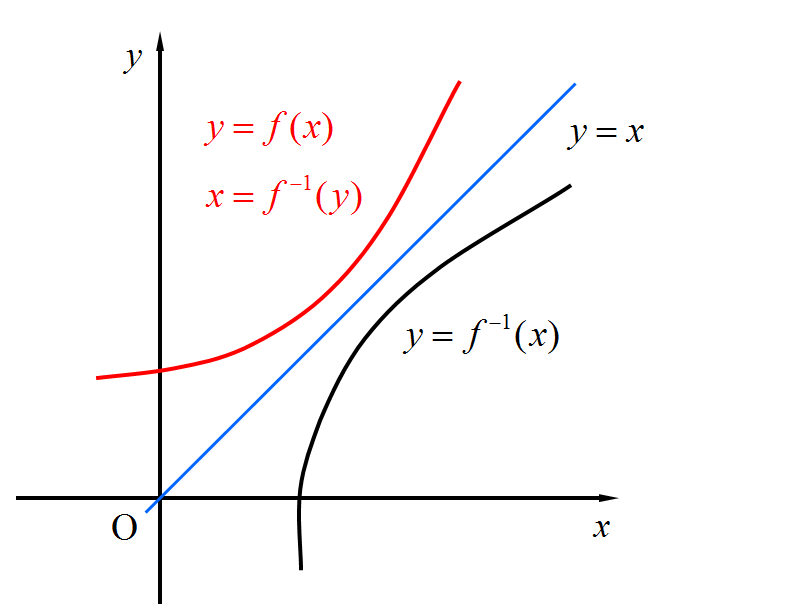 y
y = f(x)
y = x
x = f⁻¹(y)
y = f⁻¹(x)
O
x